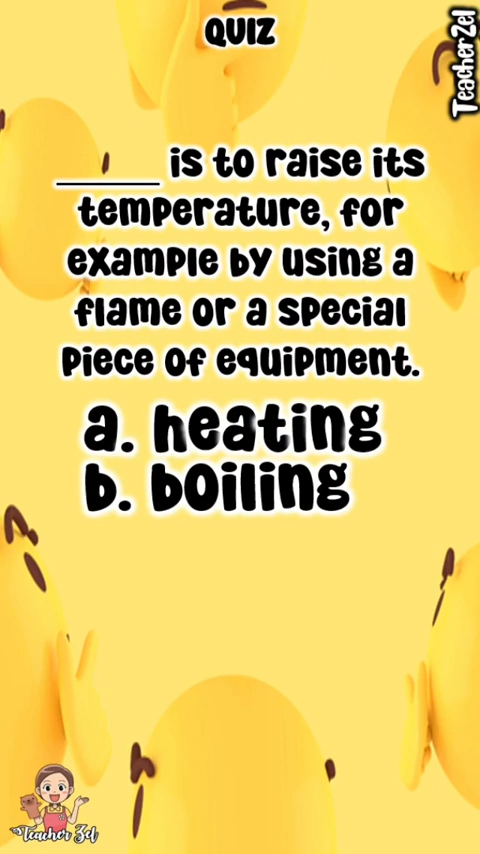 QUIZ
TeacherZel
_____ is to raise its
temperature, for
example by using a
flame or a special
piece of equipment.
a. heating
b. boiling
Teacher Zel